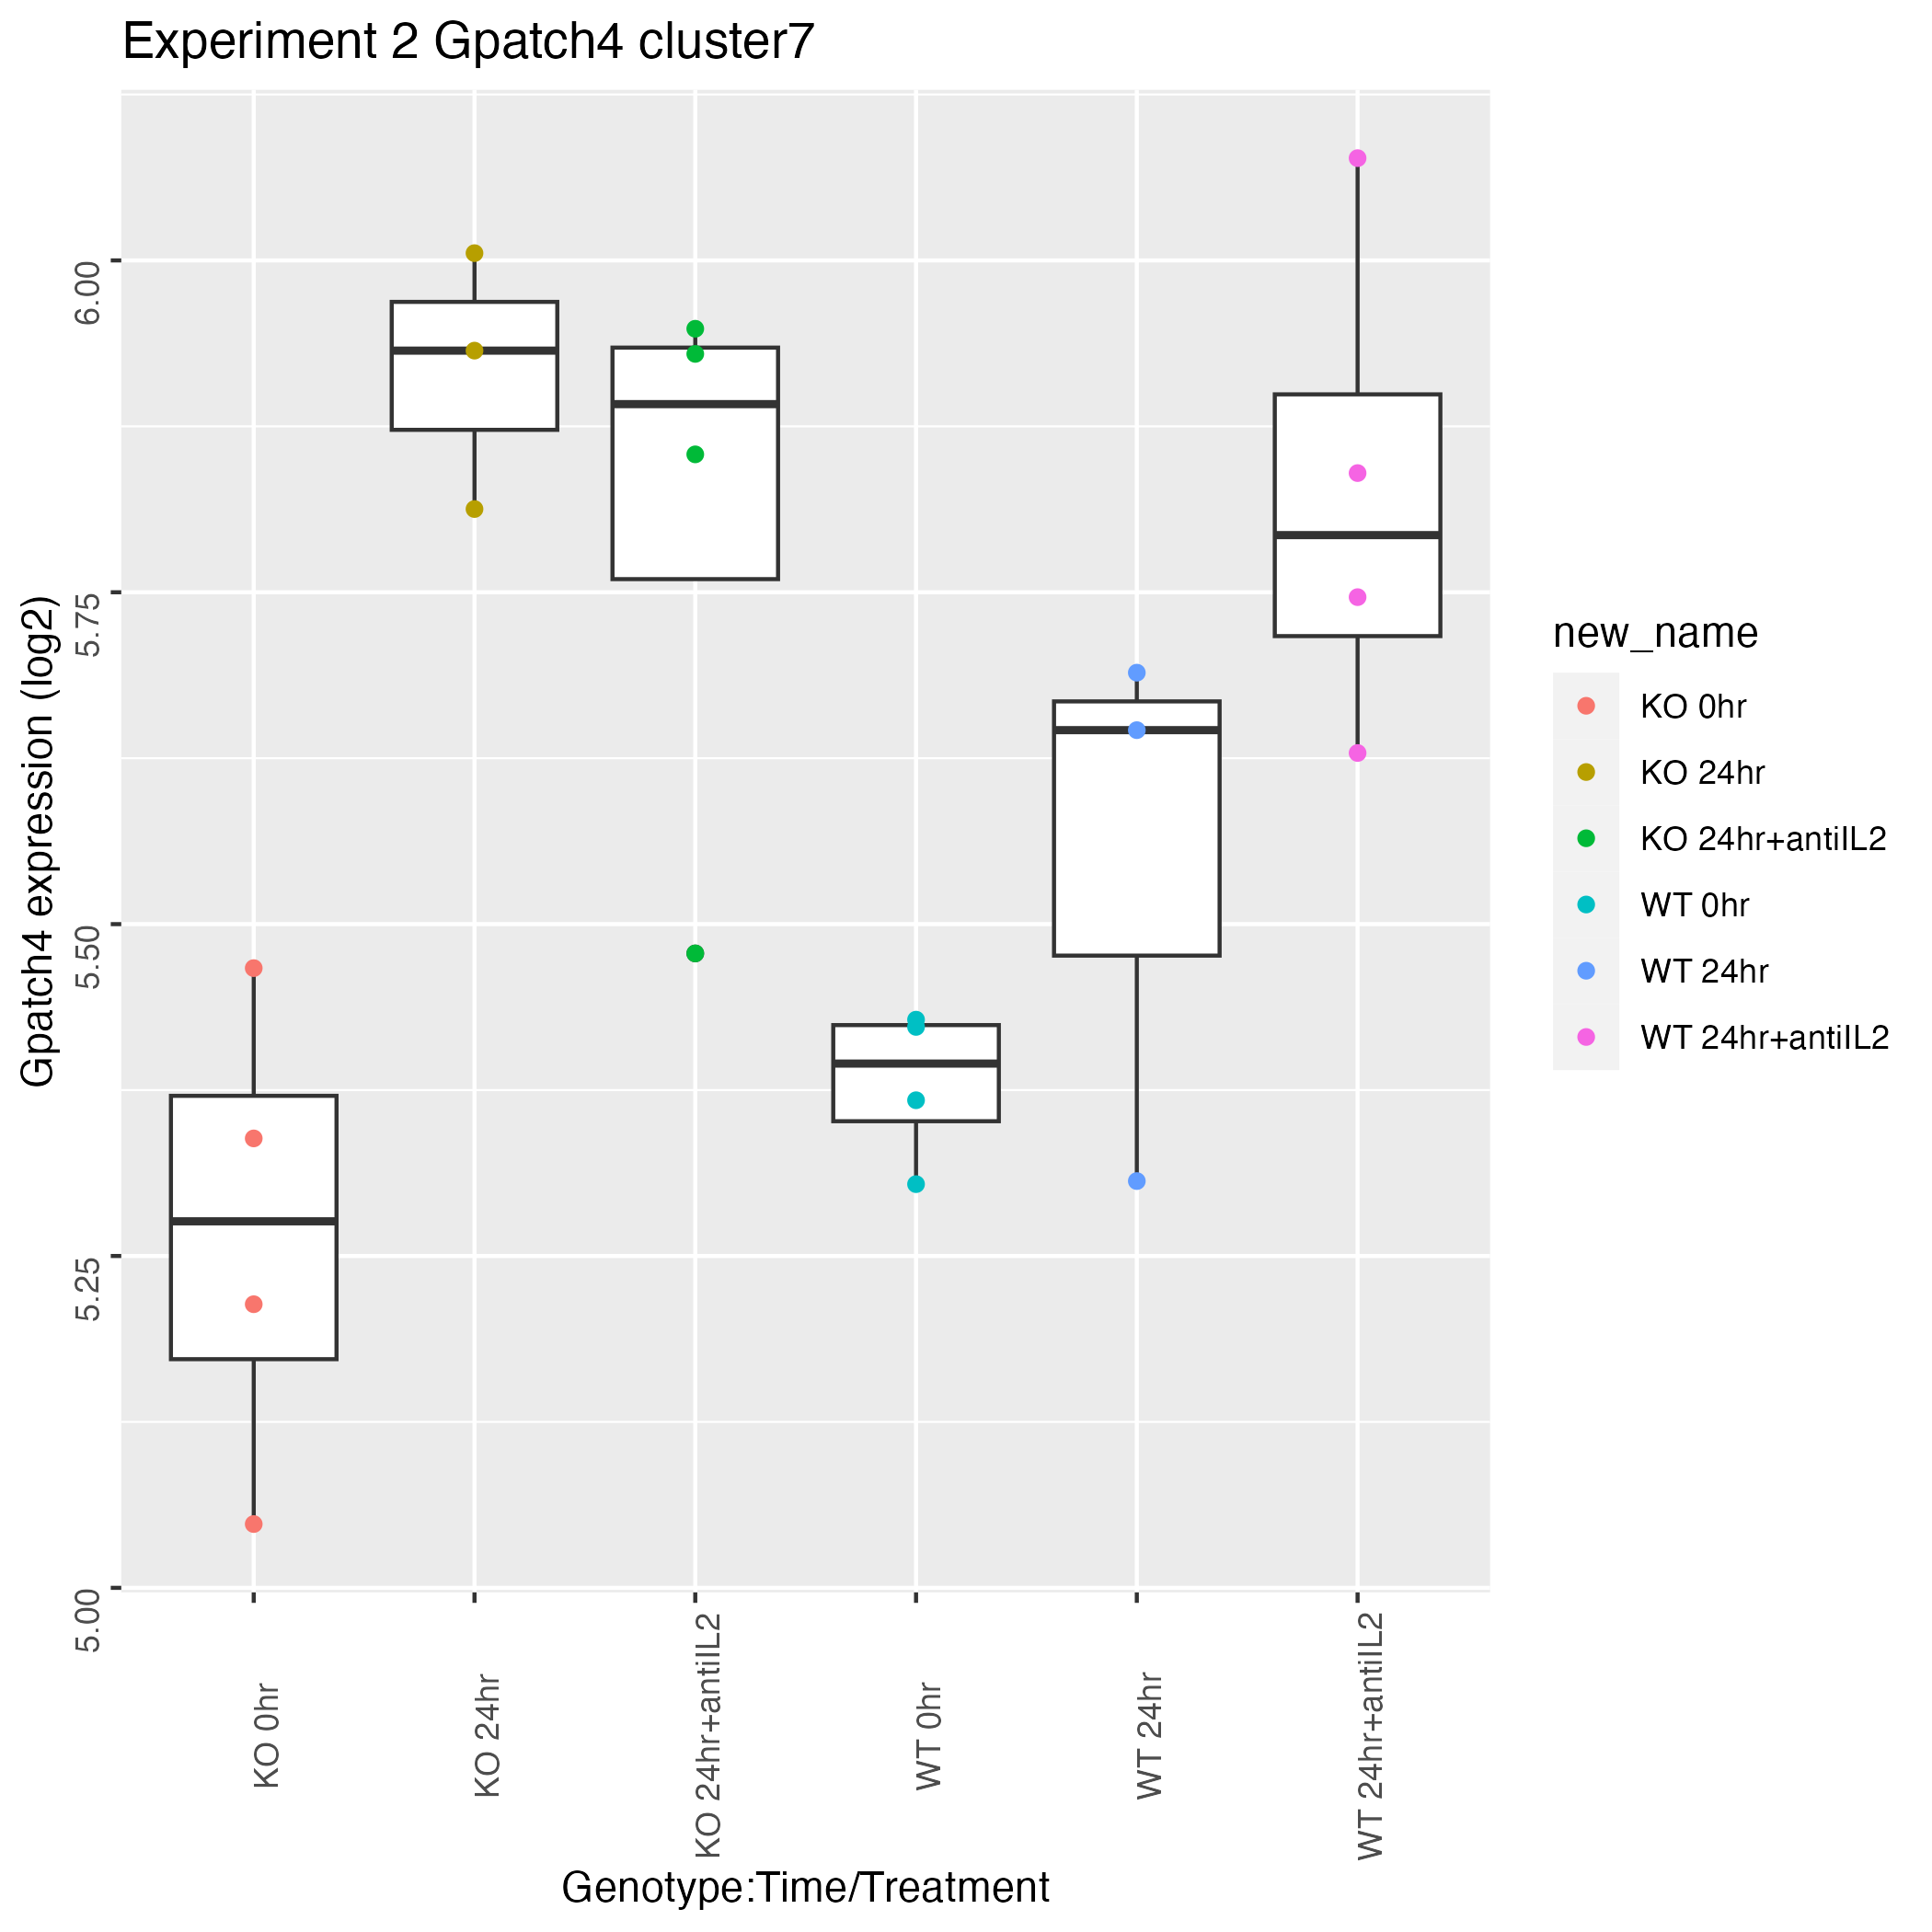 Experiment 2 Gpatch4 cluster7
Gpatch4 expression (log2)
6.00
5.75
5.50
5.25
5.00
KO 0hr
KO 24hr
KO 24hr+antiIL2
WT 0hr
WT 24hr
WT 24hr+antiIL2
Genotype:Time/Treatment
new_name
KO 0hr
KO 24hr
KO 24hr+antiIL2
WT 0hr
WT 24hr
WT 24hr+antiIL2